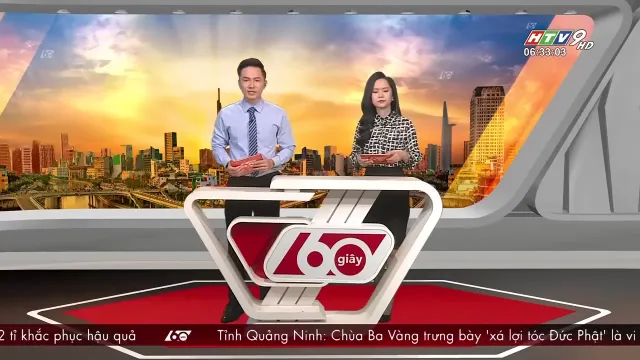 HTV9 HD
06:33:03
60 giây
2 tỉ khắc phục hậu quả 60 Tỉnh Quảng Ninh: Chùa Ba Vàng trưng bày 'xá lợi tóc Đức Phật' là vi